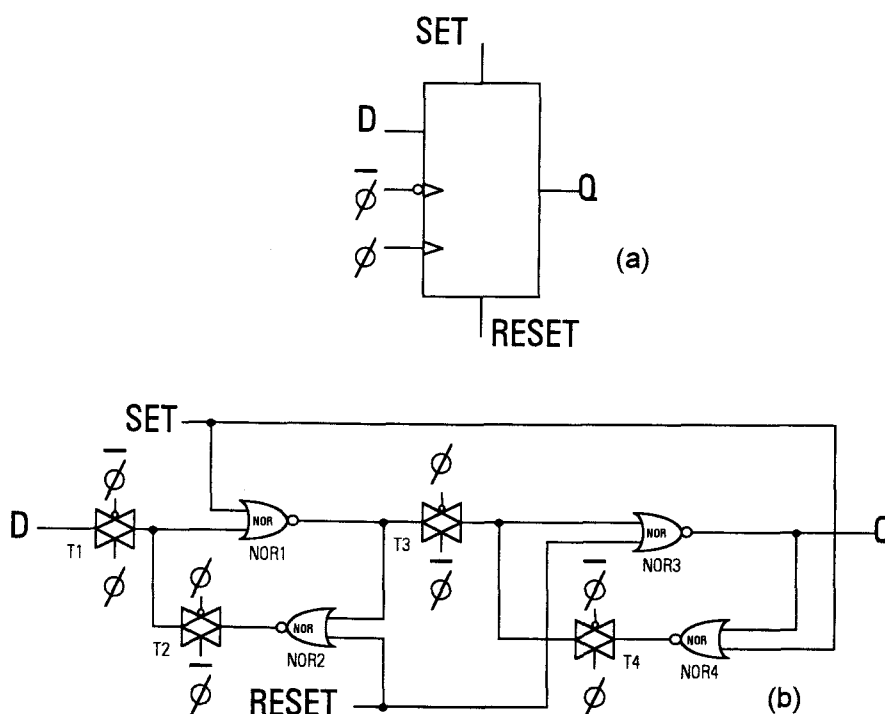 SET
D
ϕ̅
Q
ϕ
(a)
RESET
SET
ϕ̅
ϕ
D
NOR
NOR
Q
T1
NOR1
T3
NOR3
ϕ
ϕ
ϕ̅
ϕ̅
NOR
NOR
T2
NOR2
T4
NOR4
ϕ̅
ϕ
RESET
(b)